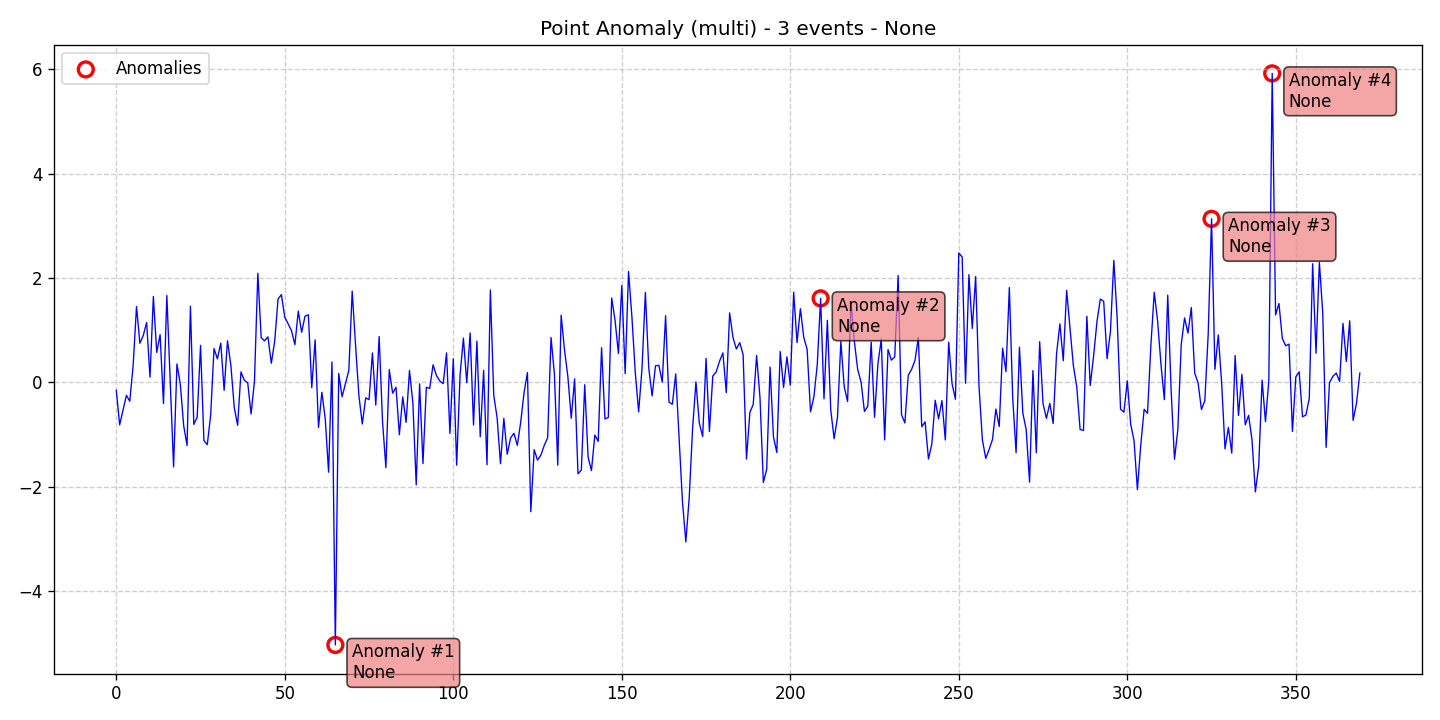 Point Anomaly (multi) - 3 events - None
Anomalies
Anomaly #4
None
Anomaly #3
None
Anomaly #2
None
Anomaly #1
None
6
4
2
0
−2
−4
0
50
100
150
200
250
300
350